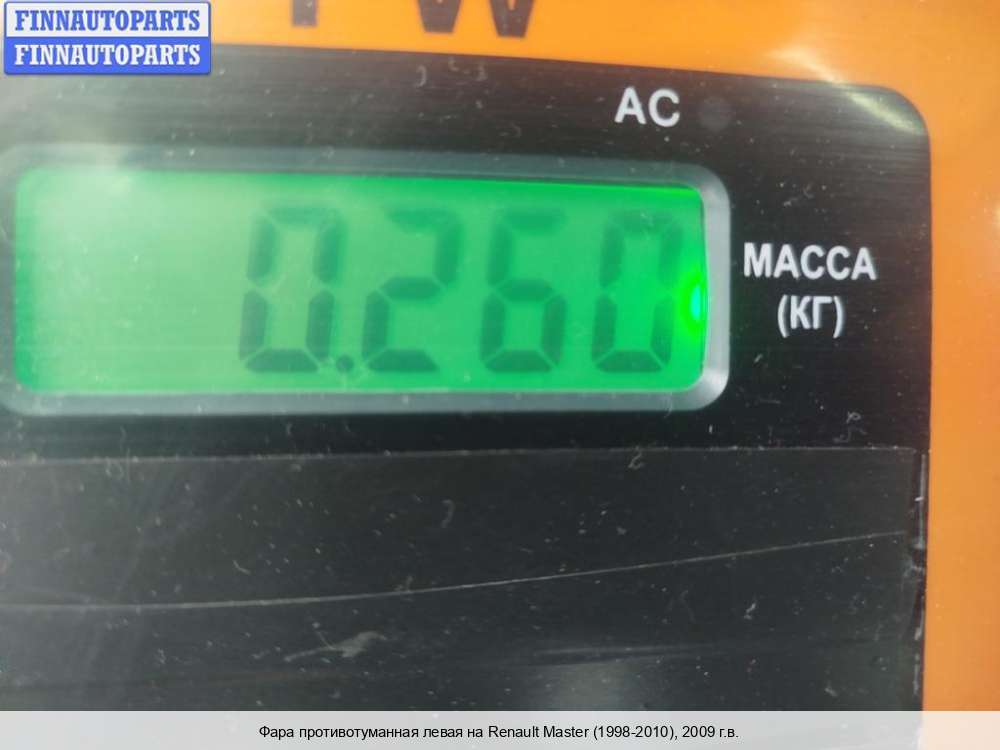 FINNAUTOPARTS
FINNAUTOPARTS
AC
0.260
МАССА
(КГ)
Фара противотуманная левая на Renault Master (1998-2010), 2009 г.в.